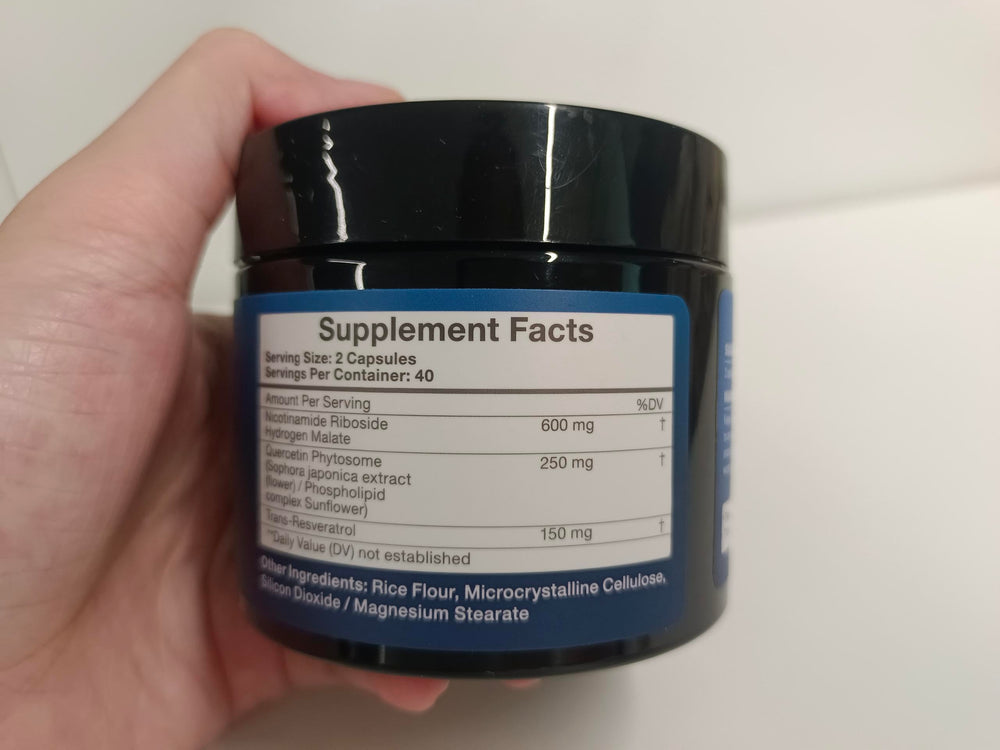 Supplement Facts
Serving Size: 2 Capsules
Servings Per Container: 40
Amount Per Serving %DV
Nicotinamide Riboside 600 mg †
Hydrogen Malate
Quercetin Phytosome 250 mg †
(Sophora japonica extract
(flower) / Phospholipid
complex Sunflower)
Trans-Resveratrol 150 mg †
**Daily Value (DV) not established
Other Ingredients: Rice Flour, Microcrystalline Cellulose,
Silicon Dioxide / Magnesium Stearate